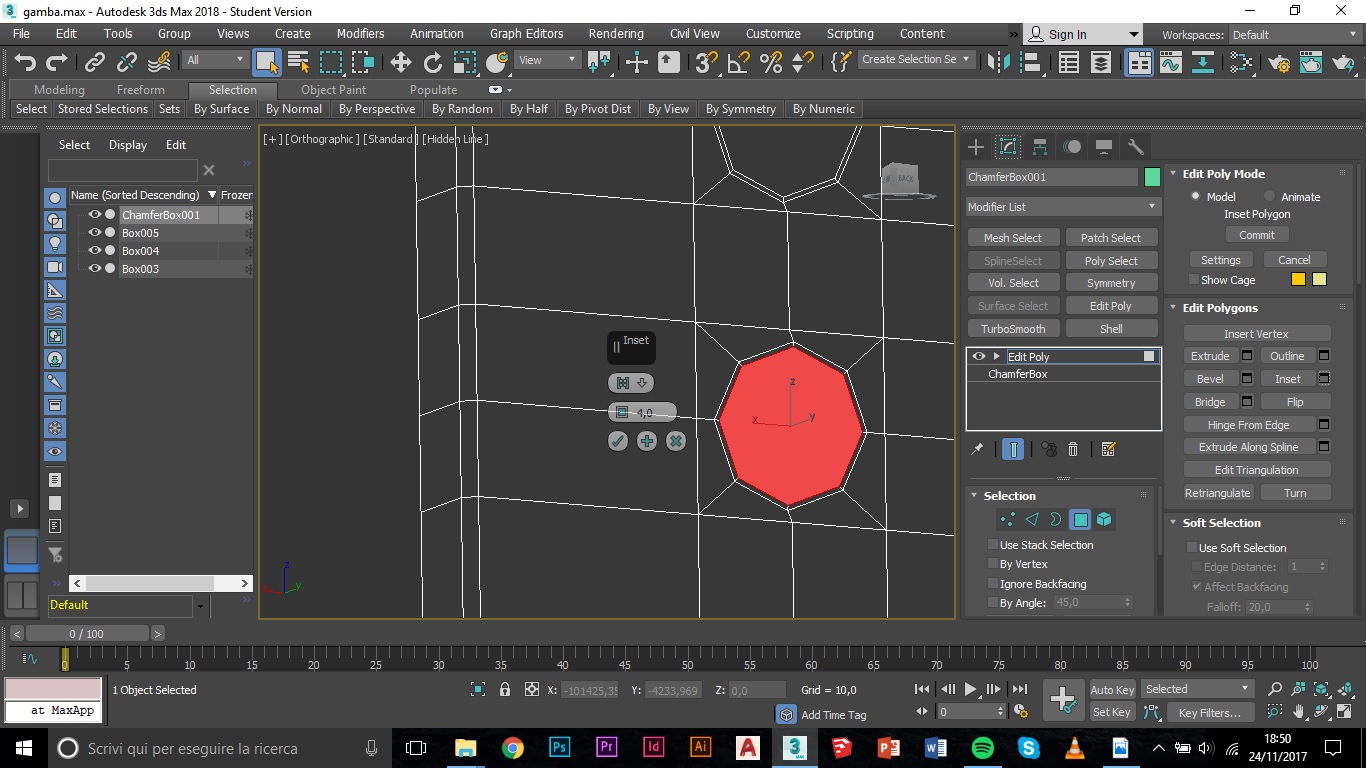 gamba.max - Autodesk 3ds Max 2018 - Student Version
File Edit Tools Group Views Create Modifiers Animation Graph Editors Rendering Civil View Customize Scripting Content » Sign In Workspaces: Default
All View Create Selection Se
Modeling Freeform Selection Object Paint Populate
Select Stored Selections Sets By Surface By Normal By Perspective By Random By Half By Pivot Dist By View By Symmetry By Numeric
Select Display Edit
Name (Sorted Descending) ▼ Frozen
ChamferBox001
Box005
Box004
Box003
Default
[+] [Orthographic] [Standard] [Hidden Line]
BACK
Inset
1,0
z
x y
z
y
ChamferBox001
Modifier List
Mesh Select Patch Select
SplineSelect Poly Select
Vol. Select Symmetry
Surface Select Edit Poly
TurboSmooth Shell
Edit Poly
ChamferBox
Selection
Use Stack Selection
By Vertex
Ignore Backfacing
By Angle: 45,0
Edit Poly Mode
Model Animate
Inset Polygon
Commit
Settings Cancel
Show Cage
Edit Polygons
Insert Vertex
Extrude Outline
Bevel Inset
Bridge Flip
Hinge From Edge
Extrude Along Spline
Edit Triangulation
Retriangulate Turn
Soft Selection
Use Soft Selection
Edge Distance: 1
Affect Backfacing
Falloff: 20,0
< 0 / 100 >
0 5 10 15 20 25 30 35 40 45 50 55 60 65 70 75 80 85 90 95 100
1 Object Selected X: -101425,35 Y: -4233,969 Z: 0,0 Grid = 10,0 Auto Key Selected
at MaxApp Add Time Tag 0 Set Key Key Filters...
Scrivi qui per eseguire la ricerca Ps Pr Id Ai A 3 MAX P W S 18:50
24/11/2017